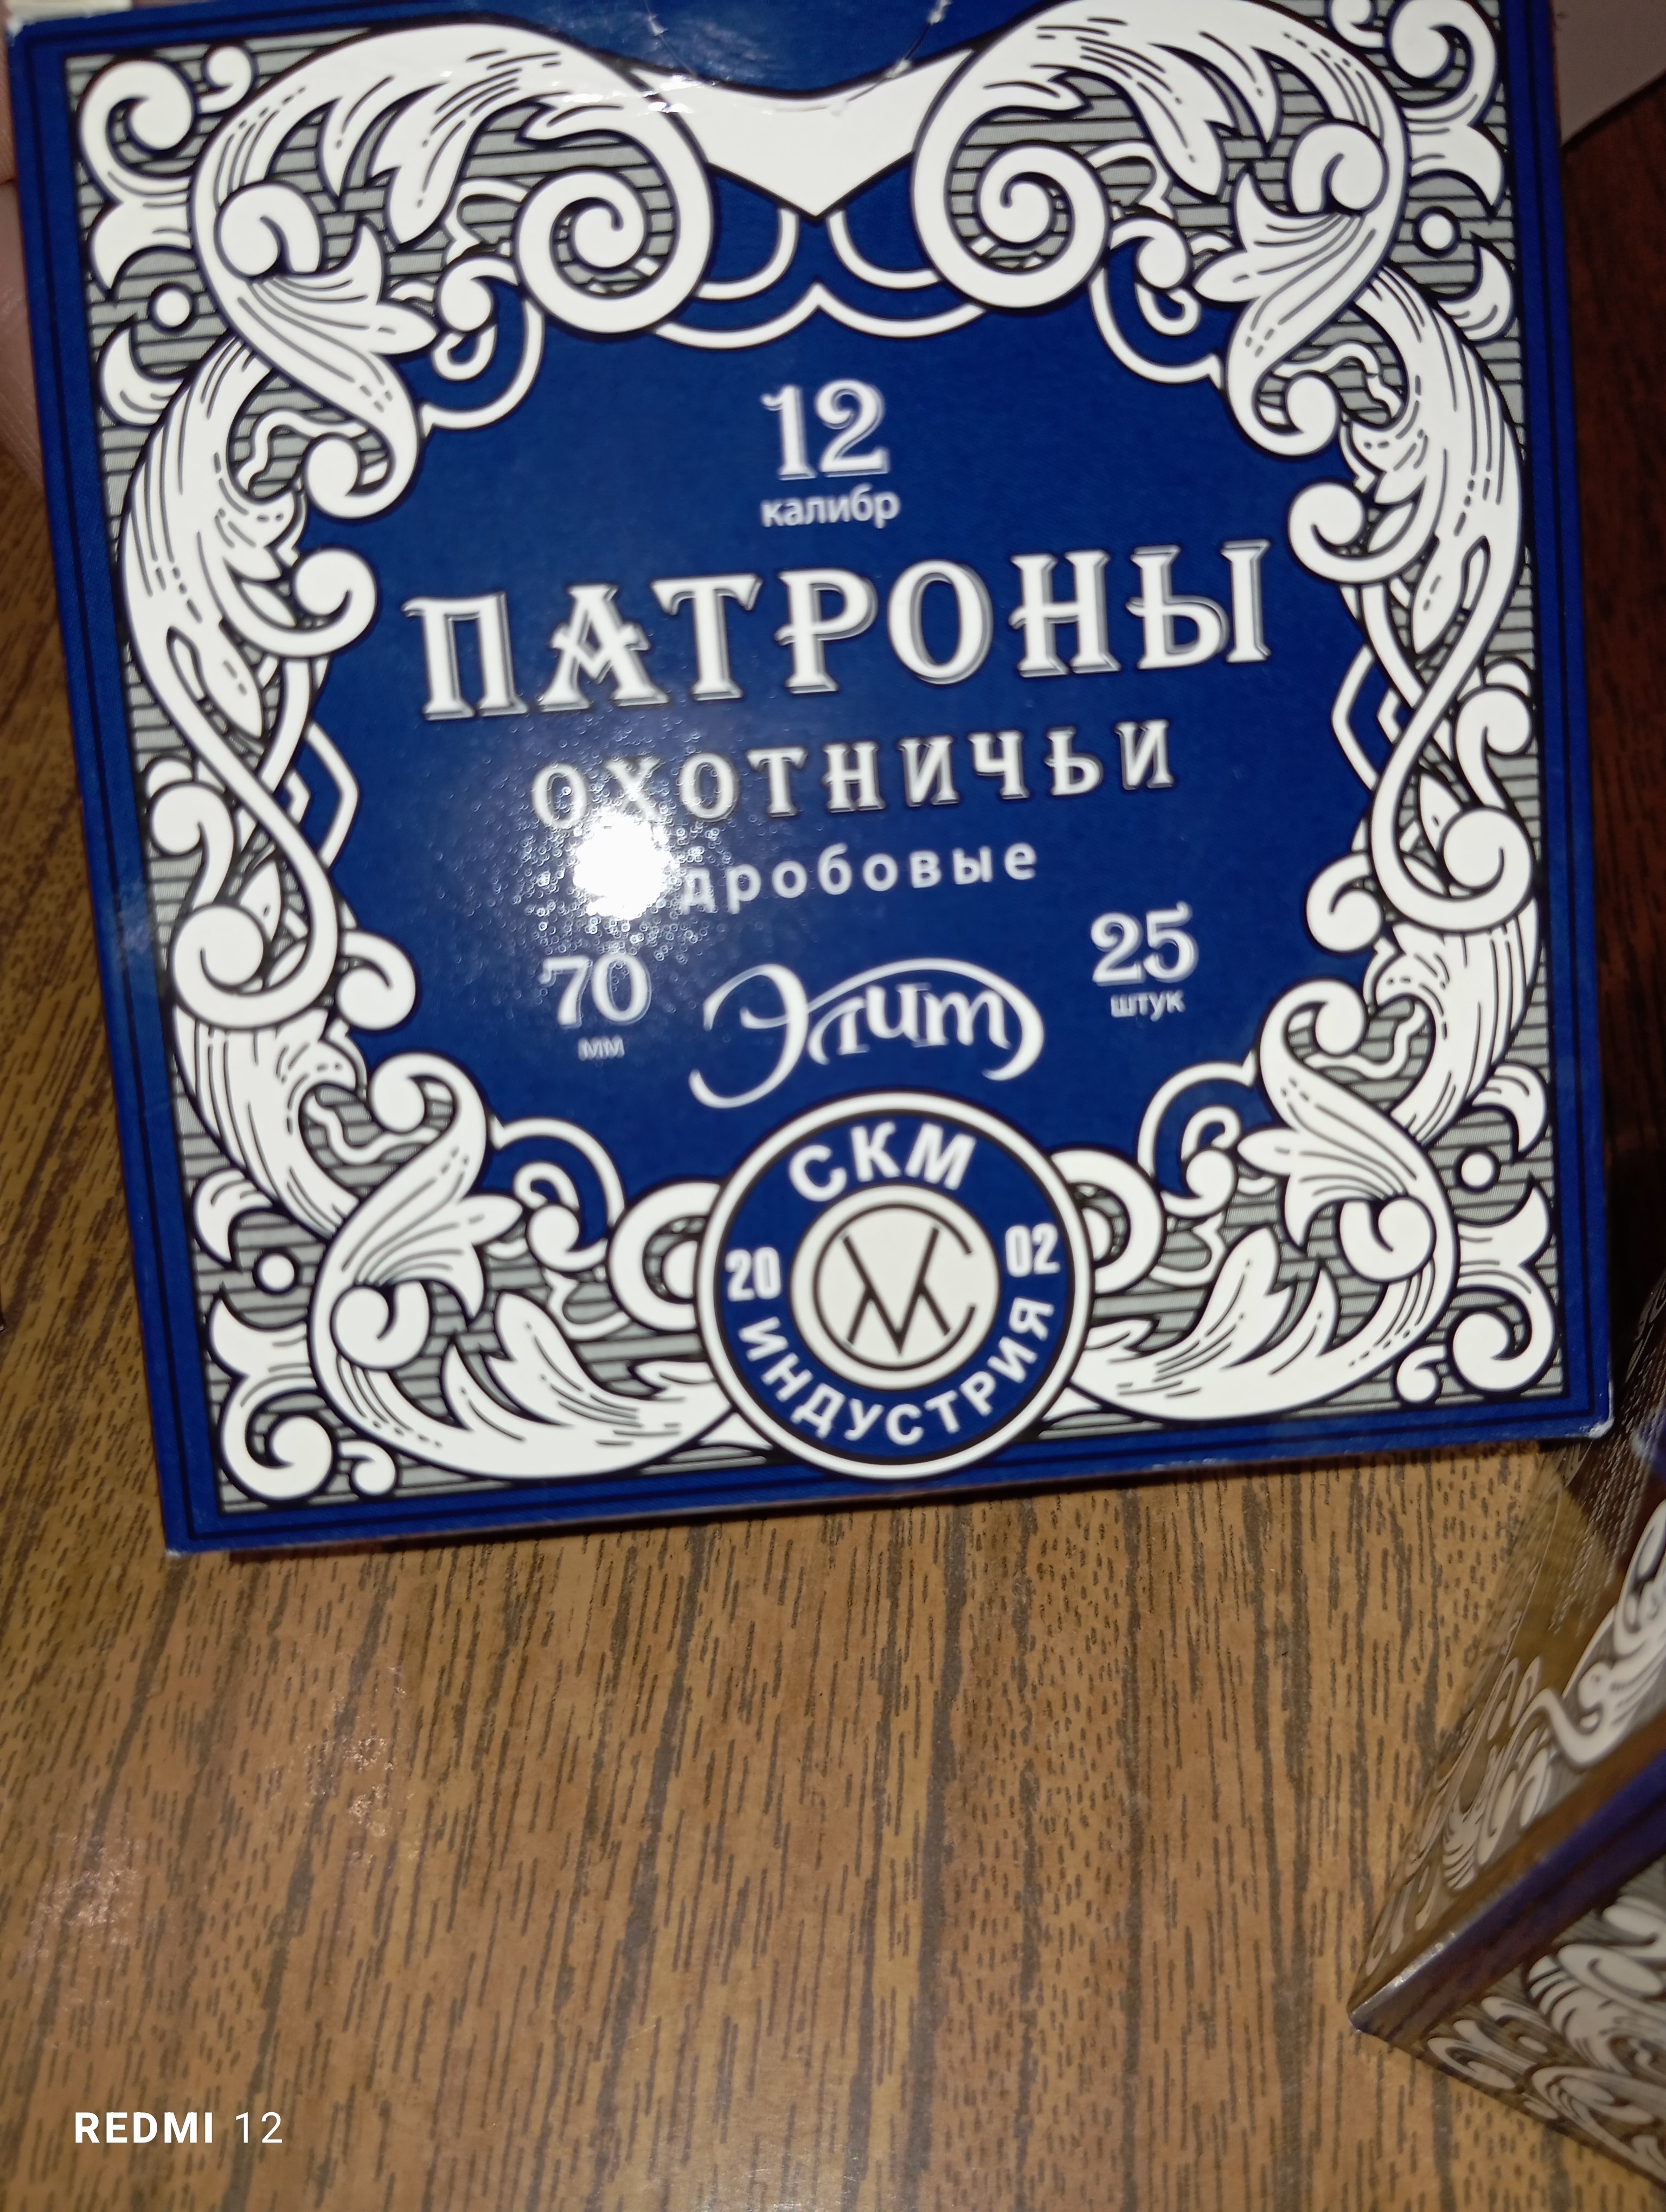 12
калибр
ПАТРОНЫ
ОХОТНИЧЬИ
дробовые
70
мм
Элит
25
штук
СКМ
20 02
ИНДУСТРИЯ
REDMI 12